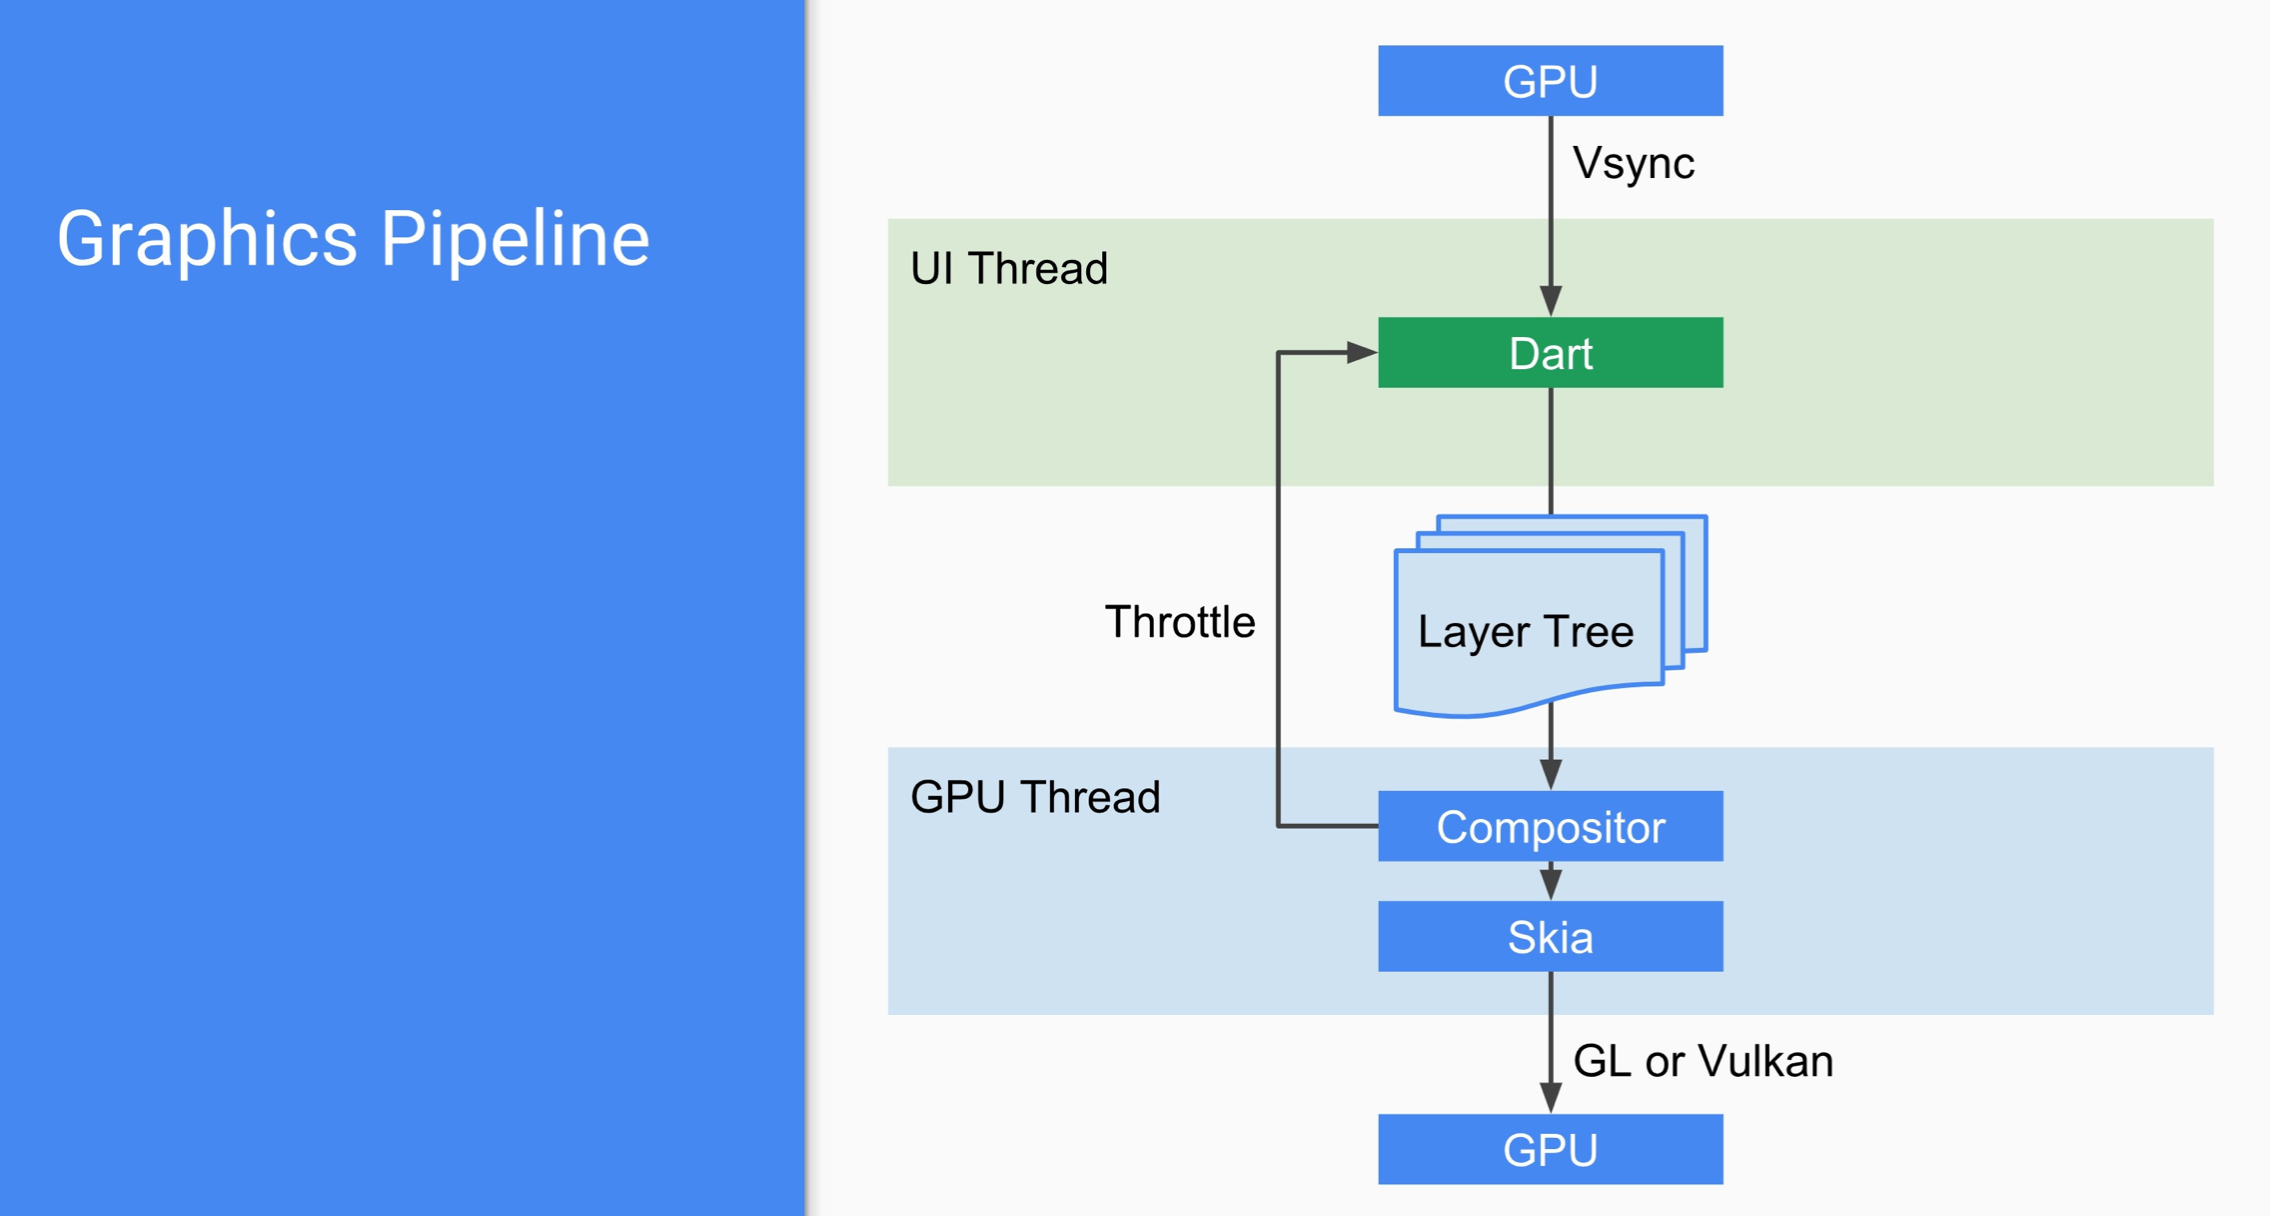 Graphics Pipeline
GPU
Vsync
UI Thread
Dart
Throttle
Layer Tree
GPU Thread
Compositor
Skia
GL or Vulkan
GPU